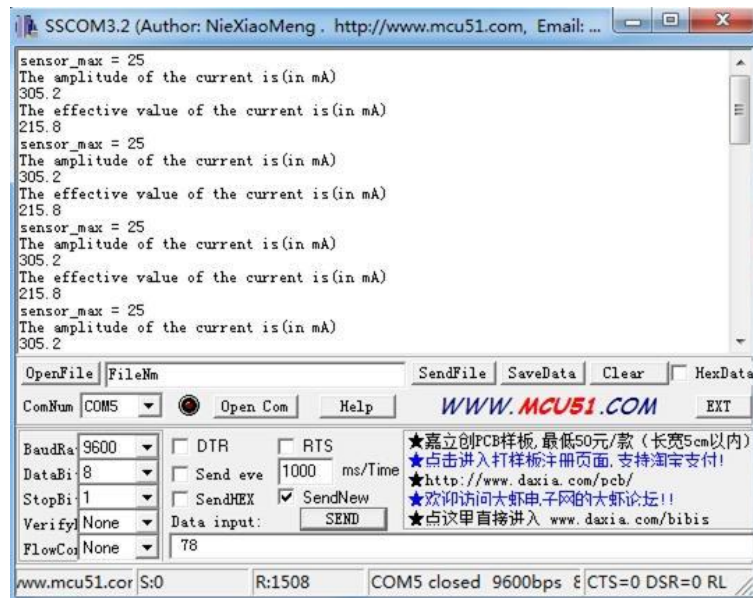 SSCOM3.2 (Author: NieXiaoMeng . http://www.mcu51.com, Email: ...
sensor_max = 25
The amplitude of the current is(in mA)
305.2
The effective value of the current is(in mA)
215.8
sensor_max = 25
The amplitude of the current is(in mA)
305.2
The effective value of the current is(in mA)
215.8
sensor_max = 25
The amplitude of the current is(in mA)
305.2
The effective value of the current is(in mA)
215.8
sensor_max = 25
The amplitude of the current is(in mA)
305.2
OpenFile FileNm SendFile SaveData Clear HexData
ComNum COM5 Open Com Help WWW.MCU51.COM EXT
BaudRa 9600 DTR RTS
DataBi 8 Send eve 1000 ms/Time
StopBi 1 SendHEX SendNew
Verify None Data input: SEND
FlowCo None 78
★嘉立创PCB样板,最低50元/款（长宽5cm以内）
★点击进入打样板注册页面,支持淘宝支付!
★http://www.daxia.com/pcb/
★欢迎访问大虾电子网的大虾论坛!!
★点这里直接进入 www.daxia.com/bibis
www.mcu51.cor S:0 R:1508 COM5 closed 9600bps 8 CTS=0 DSR=0 RL